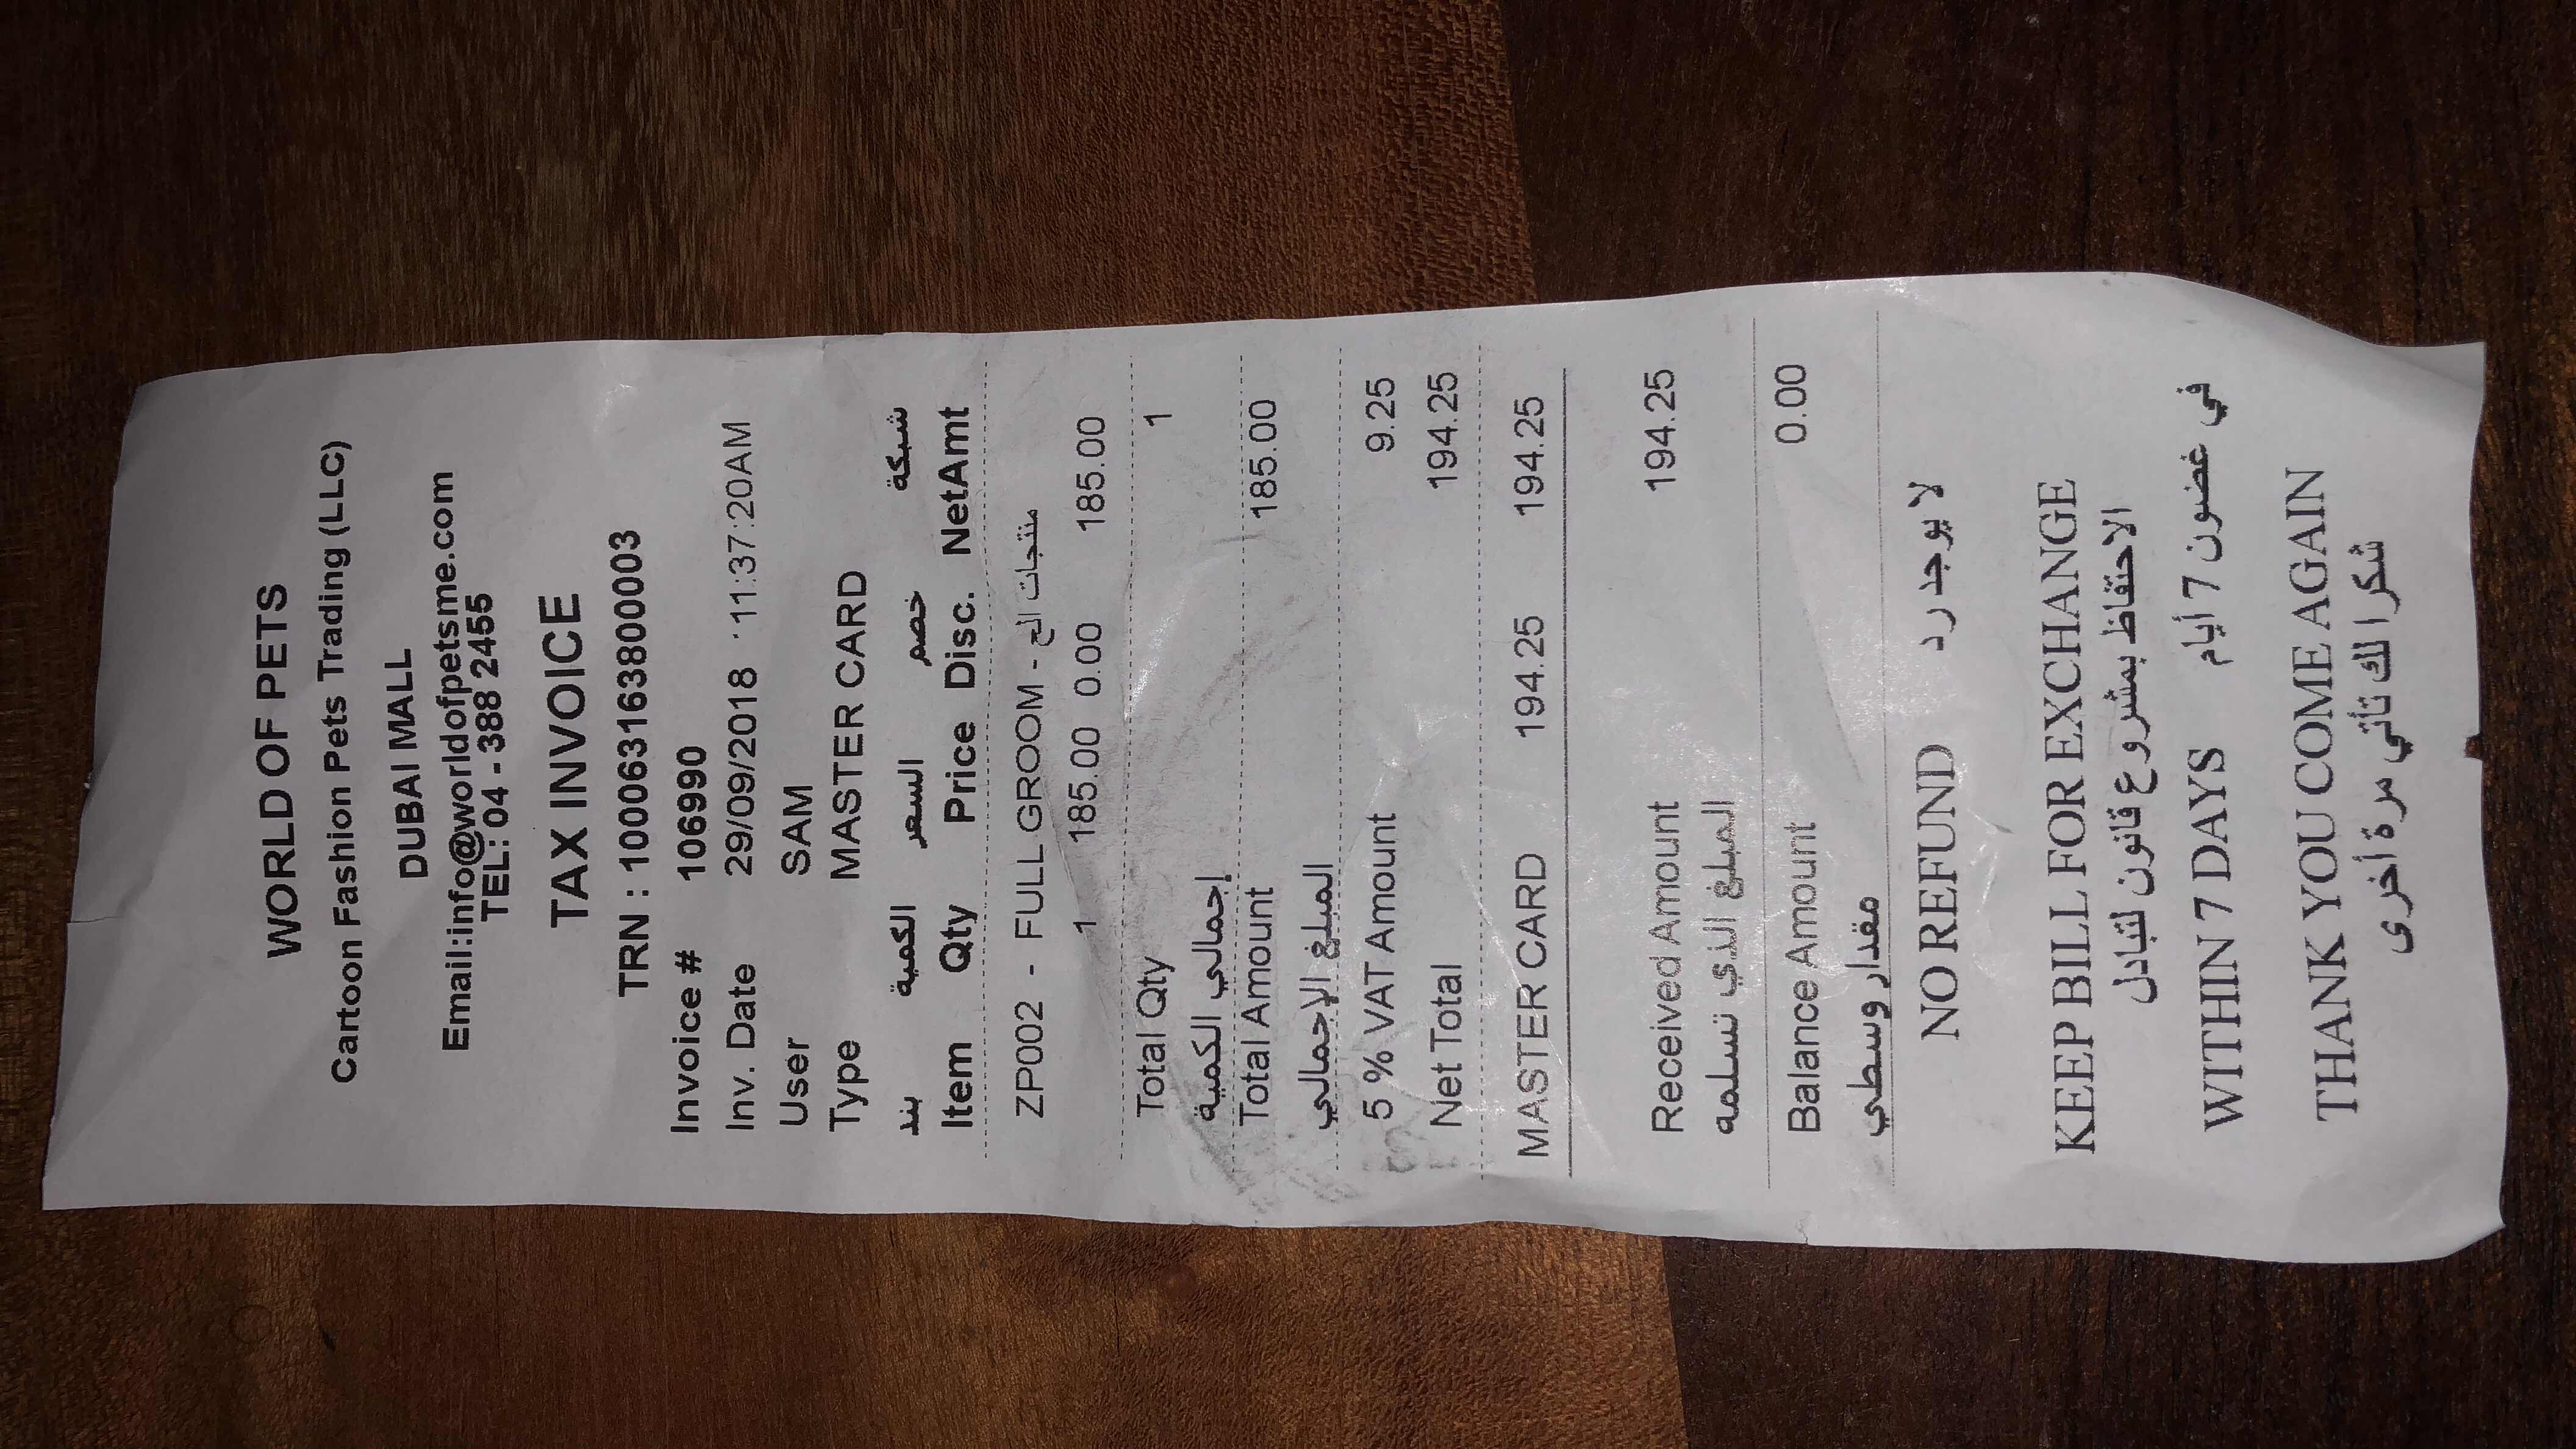 WORLD OF PETS
Cartoon Fashion Pets Trading (LLC)
DUBAI MALL
Email:info@worldofpetsme.com
TEL: 04 - 388 2455
TAX INVOICE
TRN : 100063163800003
Invoice # 106990
Inv. Date 29/09/2018 11:37:20AM
User SAM
Type MASTER CARD
بند الكمية السعر خصم شبكة
Item Qty Price Disc. NetAmt
ZP002 - FULL GROOM - منتجات الح
1 185.00 0.00 185.00
Total Qty 1
إجمالي الكمية
Total Amount 185.00
المبلغ الإجمالي
5 % VAT Amount 9.25
Net Total 194.25
MASTER CARD 194.25 194.25
Received Amount 194.25
المبلغ الذي تسلمه
Balance Amount 0.00
مقدار وسطي
NO REFUND لا يوجد رد
KEEP BILL FOR EXCHANGE
الاحتفاظ بمشروع قانون لتبادل
WITHIN 7 DAYS في غضون 7 أيام
THANK YOU COME AGAIN
شكرا لك تأتي مرة أخرى